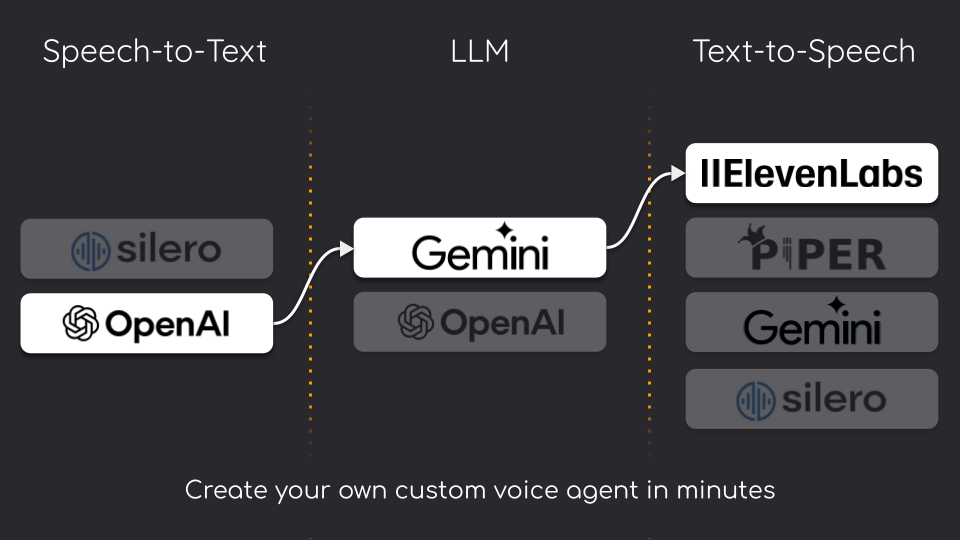 Speech-to-Text
LLM
Text-to-Speech
silero
OpenAI
Gemini
OpenAI
IIElevenLabs
PiPER
Gemini
silero
Create your own custom voice agent in minutes